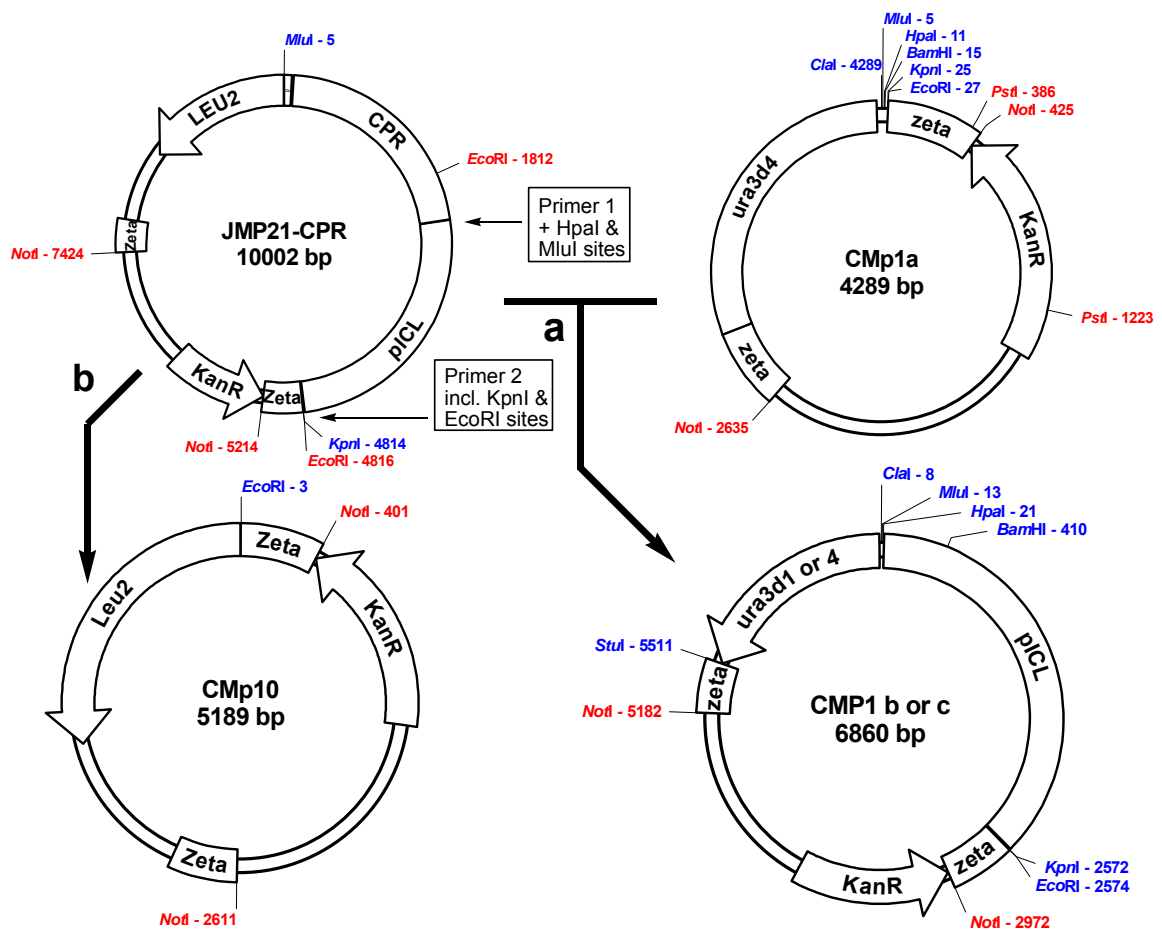 MluI - 5
LEU2
CPR
EcoRI - 1812
JMP21-CPR
10002 bp
Zeta
NotI - 7424
pICL
KanR
Zeta
NotI - 5214
KpnI - 4814
EcoRI - 4816
Primer 1
+ HpaI &
MluI sites
Primer 2
incl. KpnI &
EcoRI sites
a
b
MluI - 5
HpaI - 11
BamHI - 15
KpnI - 25
EcoRI - 27
ClaI - 4289
PstI - 386
NotI - 425
zeta
ura3d4
KanR
CMp1a
4289 bp
PstI - 1223
zeta
NotI - 2635
EcoRI - 3
NotI - 401
Zeta
Leu2
KanR
CMp10
5189 bp
Zeta
NotI - 2611
ClaI - 8
MluI - 13
HpaI - 21
BamHI - 410
ura3d1 or 4
pICL
StuI - 5511
zeta
NotI - 5182
CMP1 b or c
6860 bp
KanR
zeta
KpnI - 2572
EcoRI - 2574
NotI - 2972